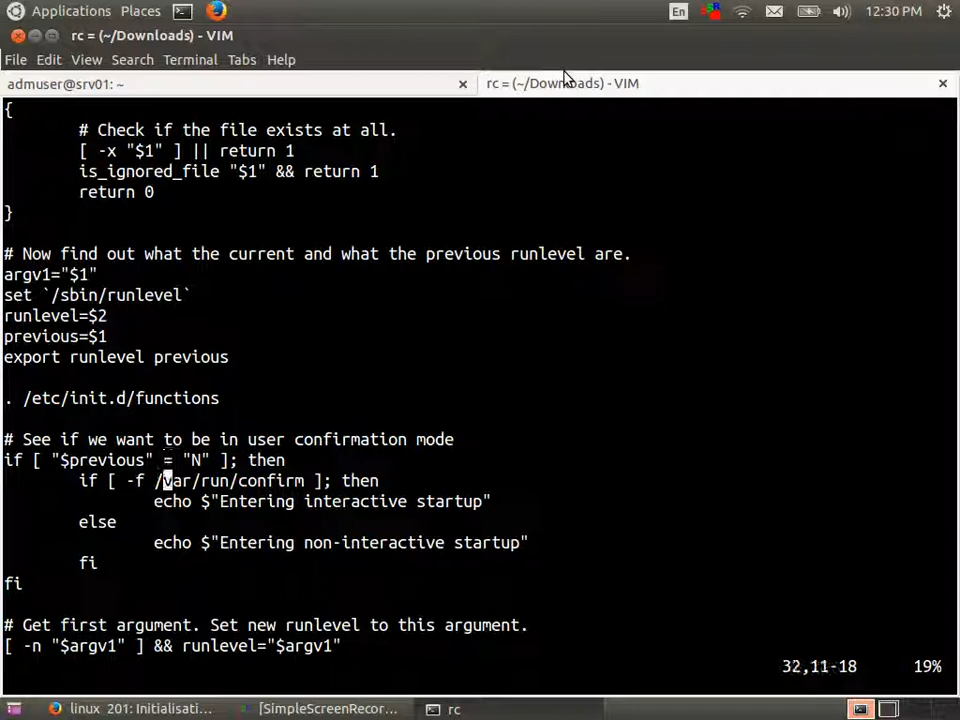 Applications Places En 12:30 PM
rc = (~/Downloads) - VIM
File Edit View Search Terminal Tabs Help
admuser@srv01: ~ × rc = (~/Downloads) - VIM ×
{
# Check if the file exists at all.
[ -x "$1" ] || return 1
is_ignored_file "$1" && return 1
return 0
}
# Now find out what the current and what the previous runlevel are.
argv1="$1"
set `/sbin/runlevel`
runlevel=$2
previous=$1
export runlevel previous
. /etc/init.d/functions
# See if we want to be in user confirmation mode
if [ "$previous" = "N" ]; then
if [ -f /var/run/confirm ]; then
echo $"Entering interactive startup"
else
echo $"Entering non-interactive startup"
fi
fi
# Get first argument. Set new runlevel to this argument.
[ -n "$argv1" ] && runlevel="$argv1"
32,11-18 19%
linux 201: Initialisati... [SimpleScreenRecor... rc